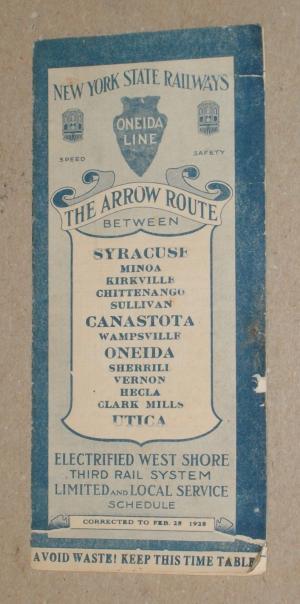 NEW YORK STATE RAILWAYS
ONEIDA
LINE
SPEED
SAFETY
THE ARROW ROUTE
BETWEEN
SYRACUSE
MINOA
KIRKVILLE
CHITTENANGO
SULLIVAN
CANASTOTA
WAMPSVILLE
ONEIDA
SHERRILL
VERNON
HECLA
CLARK MILLS
UTICA
ELECTRIFIED WEST SHORE
THIRD RAIL SYSTEM
LIMITED AND LOCAL SERVICE
SCHEDULE
CORRECTED TO FEB. 28 1928
AVOID WASTE! KEEP THIS TIME TABLE